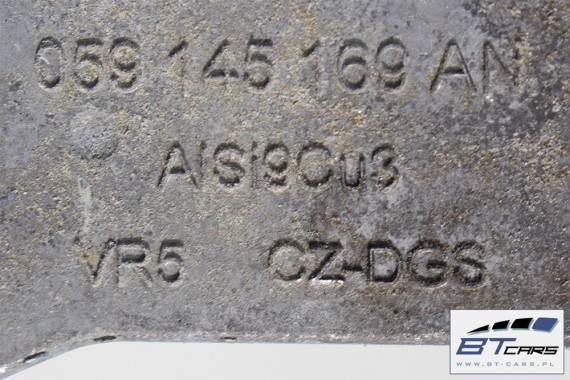 059 145 169 AN
AlSi9Cu3
VR5 CZ-DGS
BT CARS
WWW.BT-CARS.PL